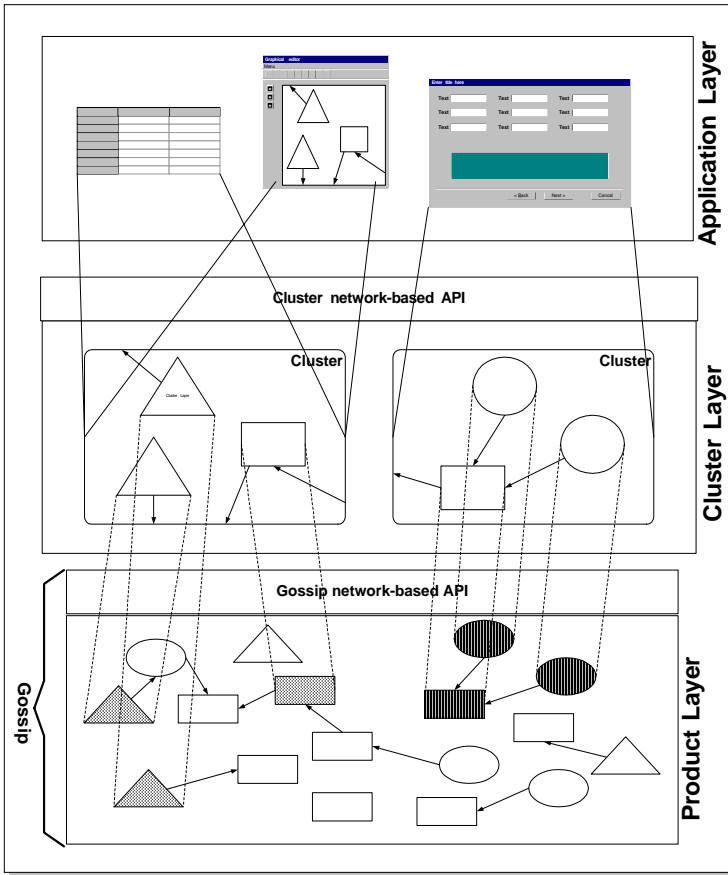 Graphical editor
Menu
Enter title here
Text Text Text
Text Text Text
Text Text Text
< Back Next > Cancel
Application Layer
Cluster network-based API
Cluster
Cluster
Cluster Layer
Cluster Layer
Gossip network-based API
Gossip
Product Layer